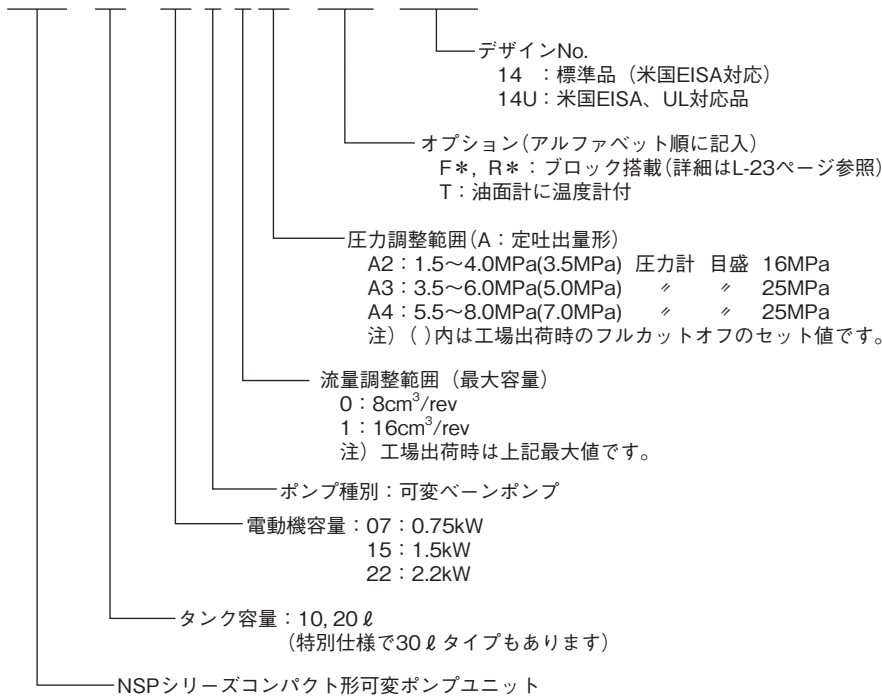 デザインNo.
14 ：標準品（米国EISA対応）
14U：米国EISA、UL対応品
オプション(アルファベット順に記入)
F＊, R＊：ブロック搭載(詳細はL-23ページ参照)
T：油面計に温度計付
圧力調整範囲(A：定吐出量形)
A2：1.5～4.0MPa(3.5MPa) 圧力計 目盛 16MPa
A3：3.5～6.0MPa(5.0MPa) 〃 〃 25MPa
A4：5.5～8.0MPa(7.0MPa) 〃 〃 25MPa
注）( )内は工場出荷時のフルカットオフのセット値です。
流量調整範囲（最大容量）
0：8cm³/rev
1：16cm³/rev
注）工場出荷時は上記最大値です。
ポンプ種別：可変ベーンポンプ
電動機容量：07：0.75kW
15：1.5kW
22：2.2kW
タンク容量：10, 20ℓ
（特別仕様で30ℓタイプもあります）
NSPシリーズコンパクト形可変ポンプユニット